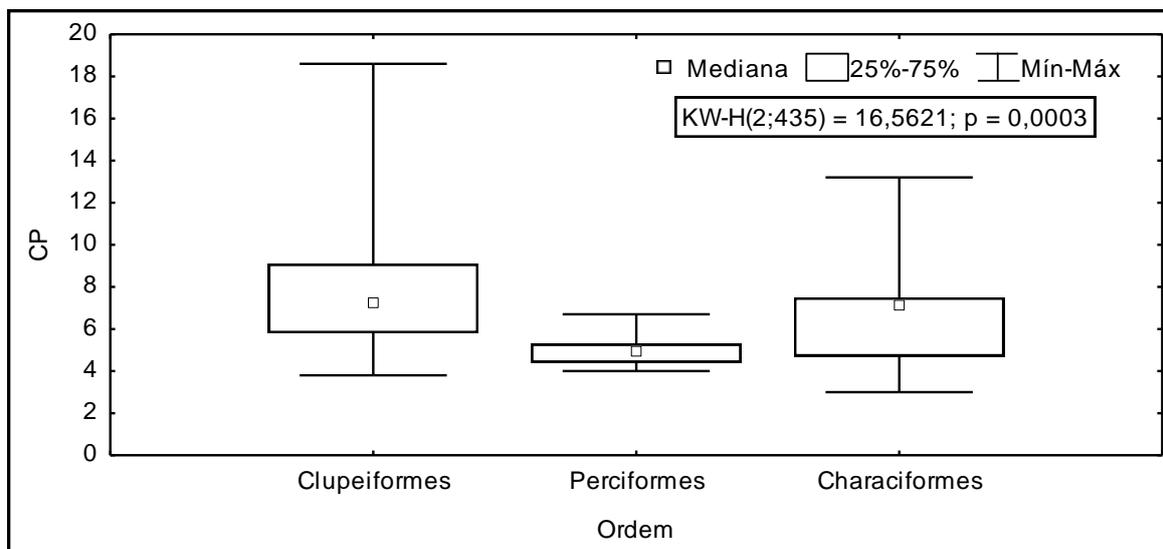 20
18
16
14
12
10
8
6
4
2
0
CP
Mediana 25%-75% Mín-Máx
KW-H(2;435) = 16,5621; p = 0,0003
Clupeiformes Perciformes Characiformes
Ordem